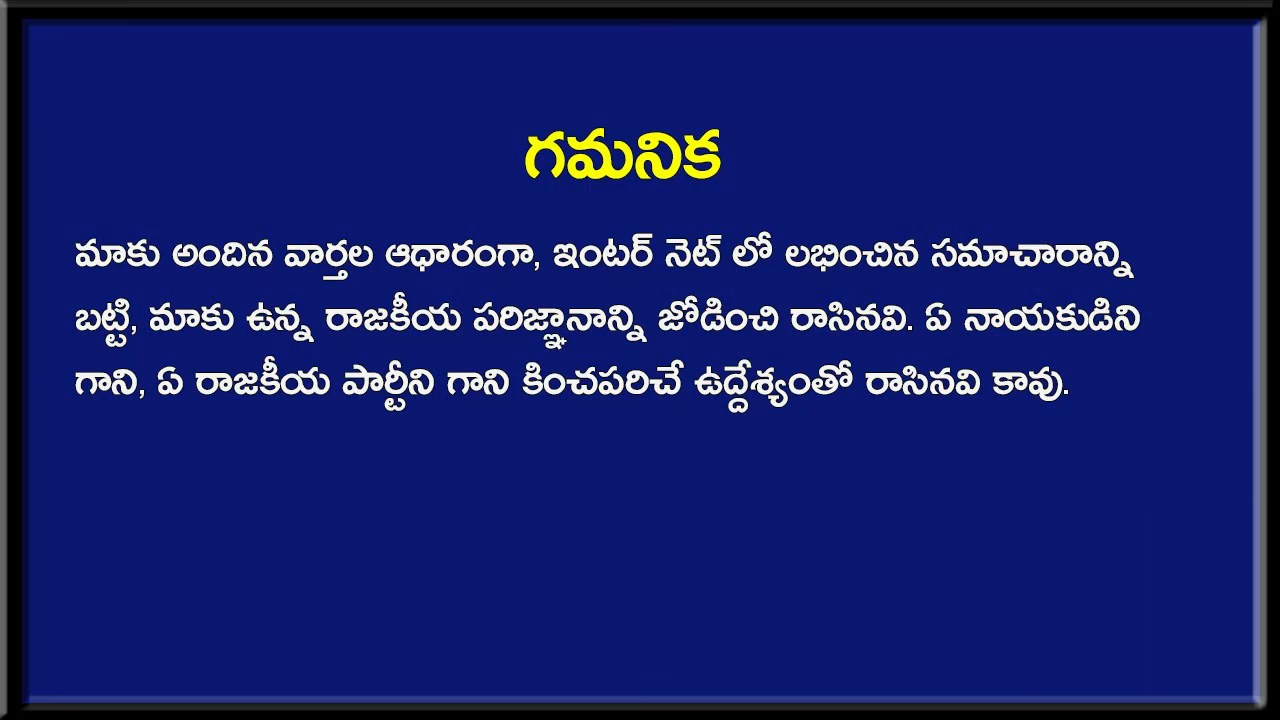 గమనిక
మాకు అందిన వార్తల ఆధారంగా, ఇంటర్ నెట్ లో లభించిన సమాచారాన్ని
బట్టి, మాకు ఉన్న రాజకీయ పరిజ్ఞానాన్ని జోడించి రాసినవి. ఏ నాయకుడిని
గాని, ఏ రాజకీయ పార్టీని గాని కించపరిచే ఉద్దేశ్యంతో రాసినవి కావు.